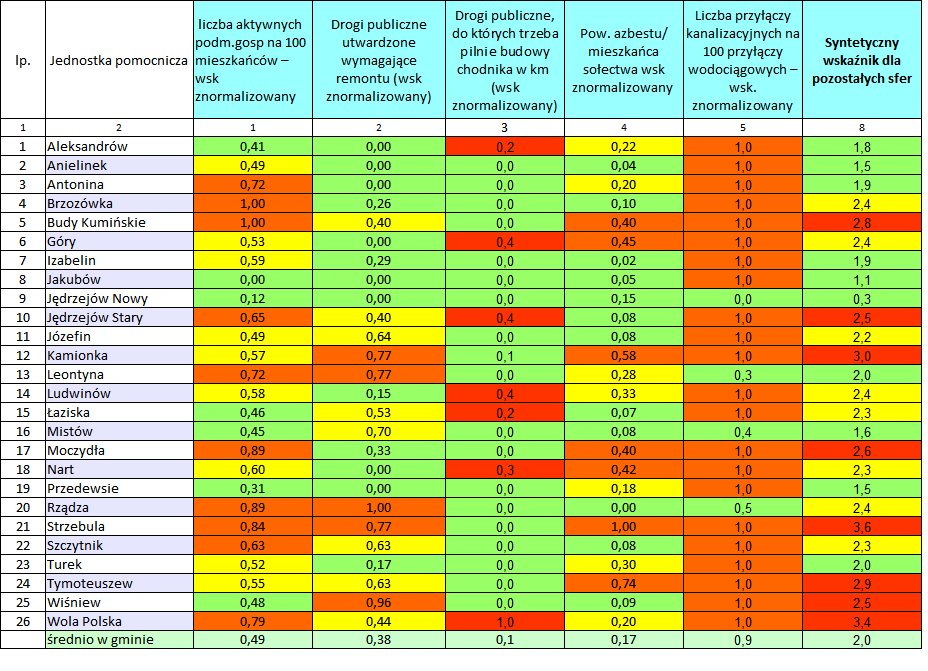 lp. | Jednostka pomocnicza | liczba aktywnych podm.gosp na 100 mieszkańców – wsk znormalizowany | Drogi publiczne utwardzone wymagające remontu (wsk znormalizowany) | Drogi publiczne, do których trzeba pilnie budowy chodnika w km (wsk znormalizowany) | Pow. azbestu/ mieszkańca sołectwa wsk znormalizowany | Liczba przyłączy kanalizacyjnych na 100 przyłączy wodociągowych – wsk. znormalizowany | Syntetyczny wskaźnik dla pozostałych sfer
1 | 2 | 1 | 2 | 3 | 4 | 5 | 8
1 | Aleksandrów | 0,41 | 0,00 | 0,2 | 0,22 | 1,0 | 1,8
2 | Anielinek | 0,49 | 0,00 | 0,0 | 0,04 | 1,0 | 1,5
3 | Antonina | 0,72 | 0,00 | 0,0 | 0,20 | 1,0 | 1,9
4 | Brzozówka | 1,00 | 0,26 | 0,0 | 0,10 | 1,0 | 2,4
5 | Budy Kumińskie | 1,00 | 0,40 | 0,0 | 0,40 | 1,0 | 2,8
6 | Góry | 0,53 | 0,00 | 0,4 | 0,45 | 1,0 | 2,4
7 | Izabelin | 0,59 | 0,29 | 0,0 | 0,02 | 1,0 | 1,9
8 | Jakubów | 0,00 | 0,00 | 0,0 | 0,05 | 1,0 | 1,1
9 | Jędrzejów Nowy | 0,12 | 0,00 | 0,0 | 0,15 | 0,0 | 0,3
10 | Jędrzejów Stary | 0,65 | 0,40 | 0,4 | 0,08 | 1,0 | 2,5
11 | Józefin | 0,49 | 0,64 | 0,0 | 0,08 | 1,0 | 2,2
12 | Kamionka | 0,57 | 0,77 | 0,1 | 0,58 | 1,0 | 3,0
13 | Leontyna | 0,72 | 0,77 | 0,0 | 0,28 | 0,3 | 2,0
14 | Ludwinów | 0,58 | 0,15 | 0,4 | 0,33 | 1,0 | 2,4
15 | Łaziska | 0,46 | 0,53 | 0,2 | 0,07 | 1,0 | 2,3
16 | Mistów | 0,45 | 0,70 | 0,0 | 0,08 | 0,4 | 1,6
17 | Moczydła | 0,89 | 0,33 | 0,0 | 0,40 | 1,0 | 2,6
18 | Nart | 0,60 | 0,00 | 0,3 | 0,42 | 1,0 | 2,3
19 | Przedewsie | 0,31 | 0,00 | 0,0 | 0,18 | 1,0 | 1,5
20 | Rządza | 0,89 | 1,00 | 0,0 | 0,00 | 0,5 | 2,4
21 | Strzebula | 0,84 | 0,77 | 0,0 | 1,00 | 1,0 | 3,6
22 | Szczytnik | 0,63 | 0,63 | 0,0 | 0,08 | 1,0 | 2,3
23 | Turek | 0,52 | 0,17 | 0,0 | 0,30 | 1,0 | 2,0
24 | Tymoteuszew | 0,55 | 0,63 | 0,0 | 0,74 | 1,0 | 2,9
25 | Wiśniew | 0,48 | 0,96 | 0,0 | 0,09 | 1,0 | 2,5
26 | Wola Polska | 0,79 | 0,44 | 1,0 | 0,20 | 1,0 | 3,4
średnio w gminie | 0,49 | 0,38 | 0,1 | 0,17 | 0,9 | 2,0